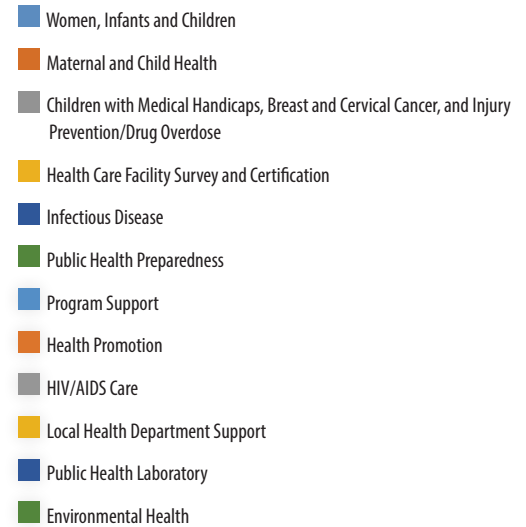 Women, Infants and Children
Maternal and Child Health
Children with Medical Handicaps, Breast and Cervical Cancer, and Injury
Prevention/Drug Overdose
Health Care Facility Survey and Certification
Infectious Disease
Public Health Preparedness
Program Support
Health Promotion
HIV/AIDS Care
Local Health Department Support
Public Health Laboratory
Environmental Health